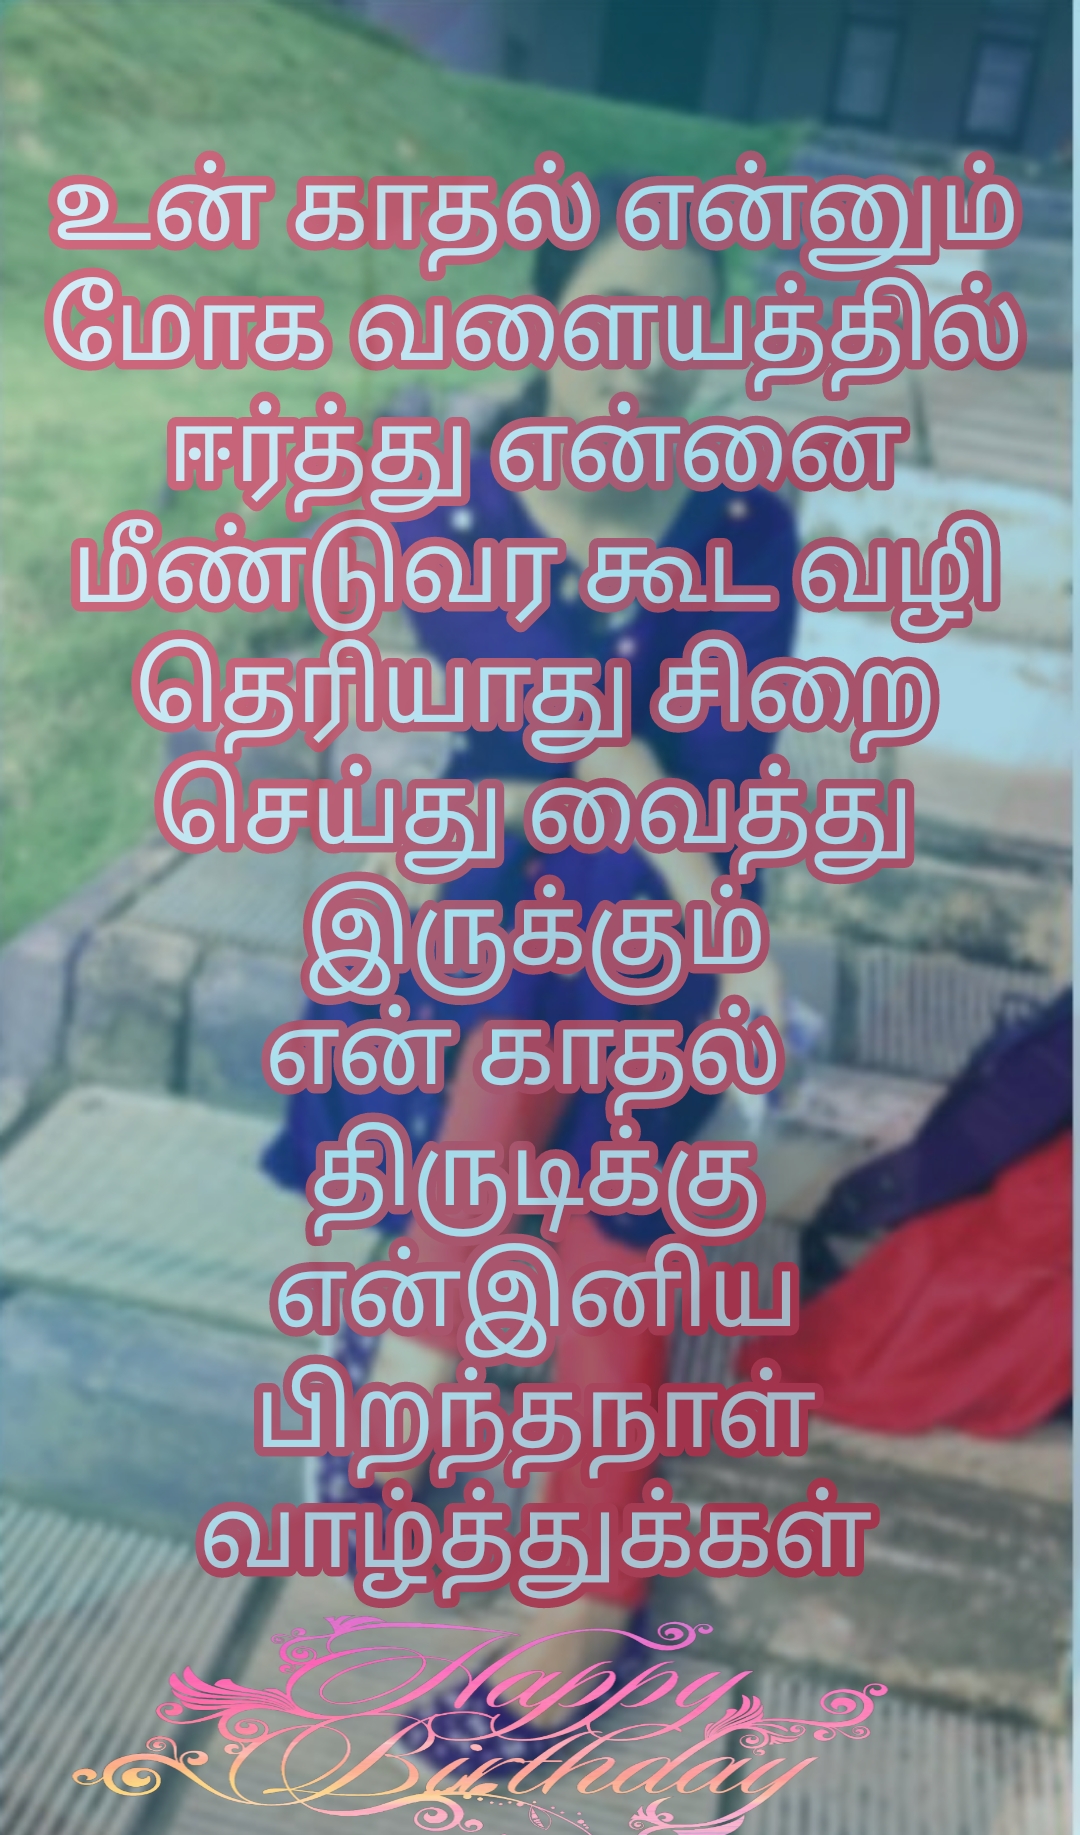 உன் காதல் என்னும்
மோக வளையத்தில்
ஈர்த்து என்னை
மீண்டுவர கூட வழி
தெரியாது சிறை
செய்து வைத்து
இருக்கும்
என் காதல்
திருடிக்கு
என்இனிய
பிறந்தநாள்
வாழ்த்துக்கள்
Happy
Birthday